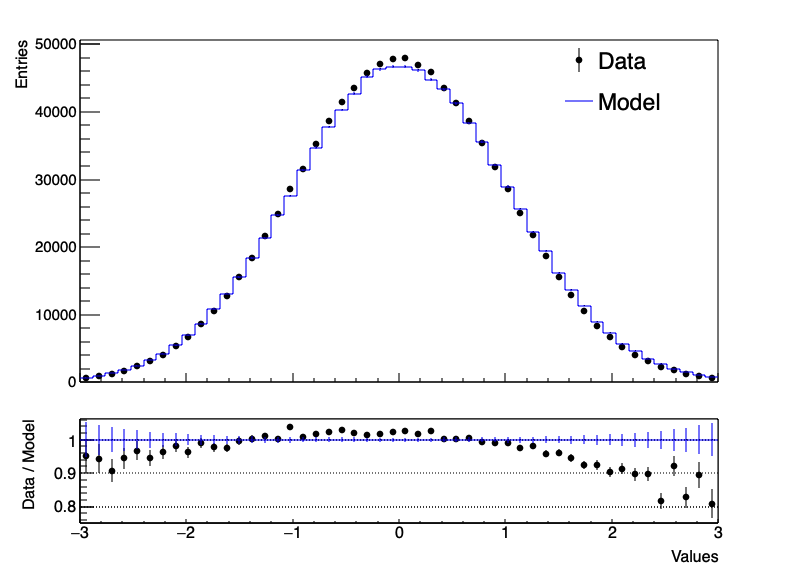 Entries
50000
40000
30000
20000
10000
0
Data
Model
Data / Model
1
0.9
0.8
−3 −2 −1 0 1 2 3
Values